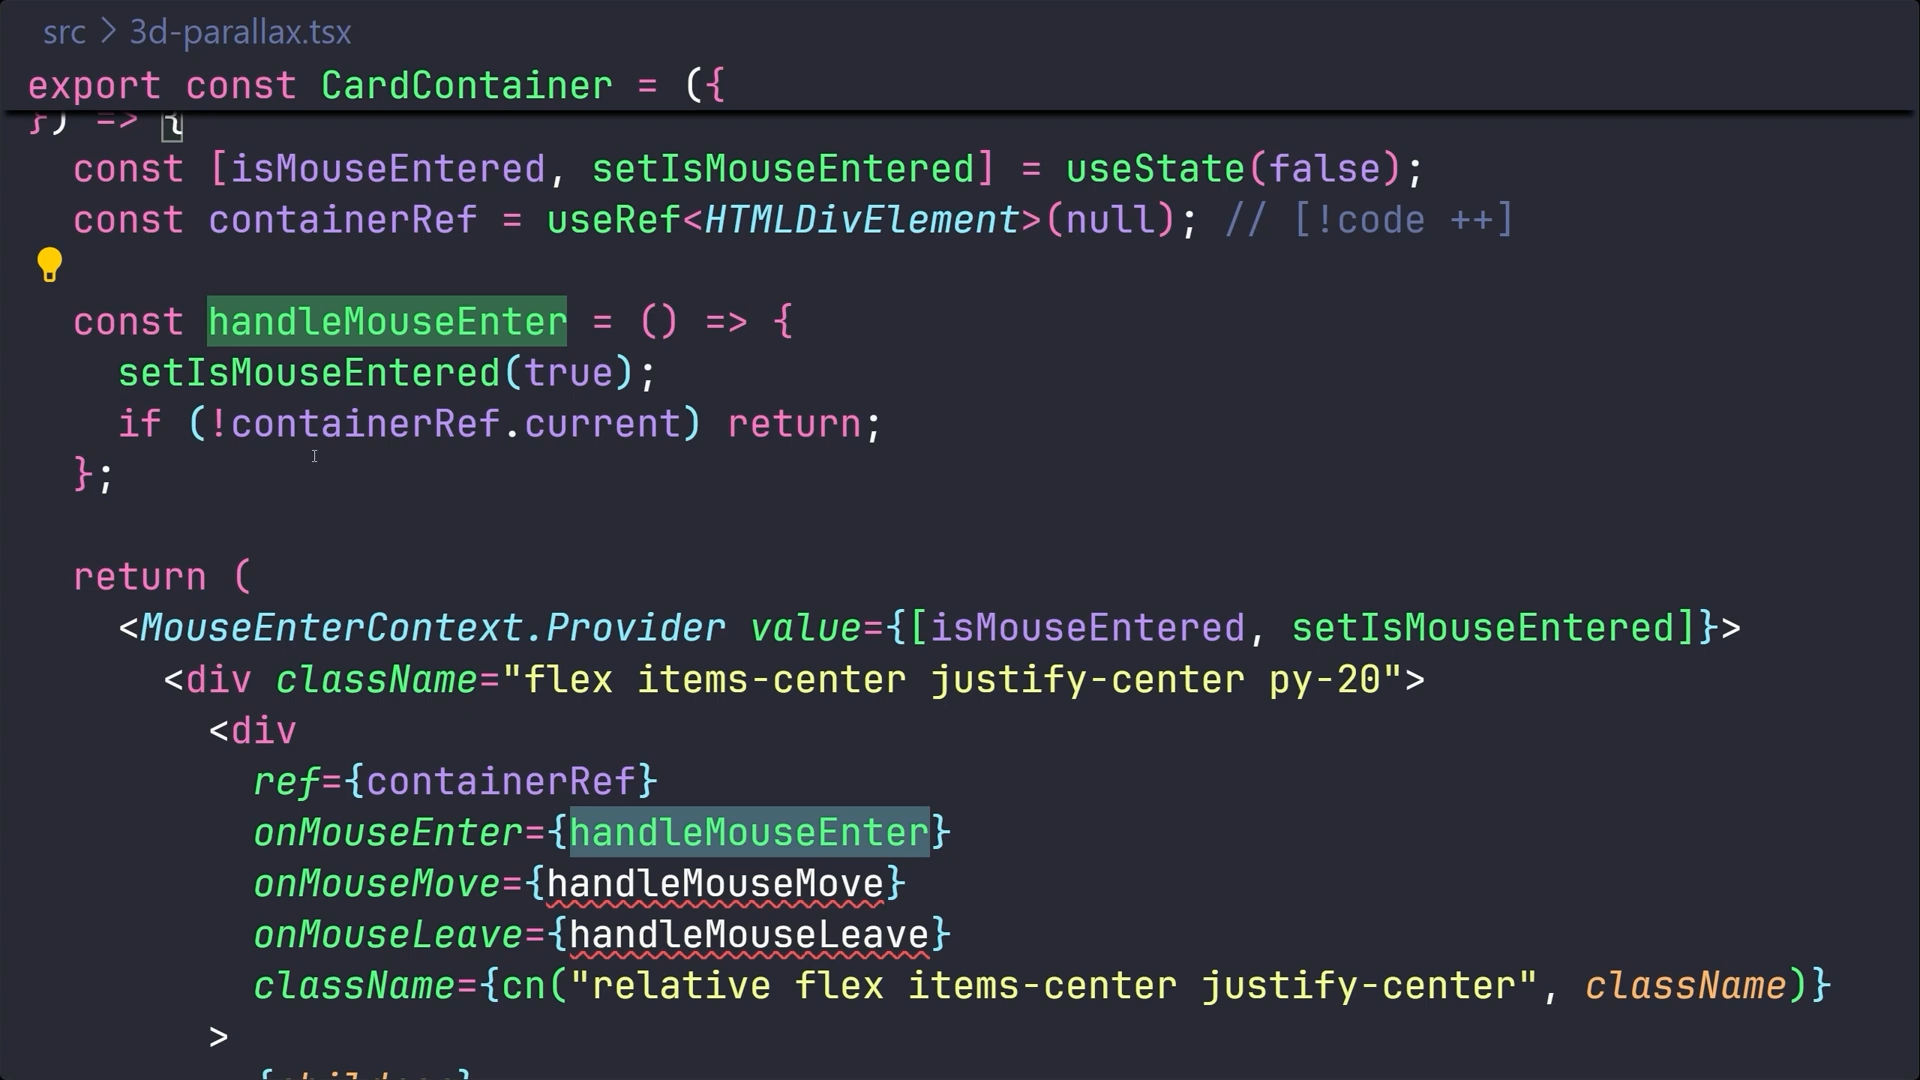 src > 3d-parallax.tsx
export const CardContainer = ({
}) => {
const [isMouseEntered, setIsMouseEntered] = useState(false);
const containerRef = useRef<HTMLDivElement>(null); // [!code ++]
const handleMouseEnter = () => {
setIsMouseEntered(true);
if (!containerRef.current) return;
};
return (
<MouseEnterContext.Provider value={[isMouseEntered, setIsMouseEntered]}>
<div className="flex items-center justify-center py-20">
<div
ref={containerRef}
onMouseEnter={handleMouseEnter}
onMouseMove={handleMouseMove}
onMouseLeave={handleMouseLeave}
className={cn("relative flex items-center justify-center", className)}
>
{children}